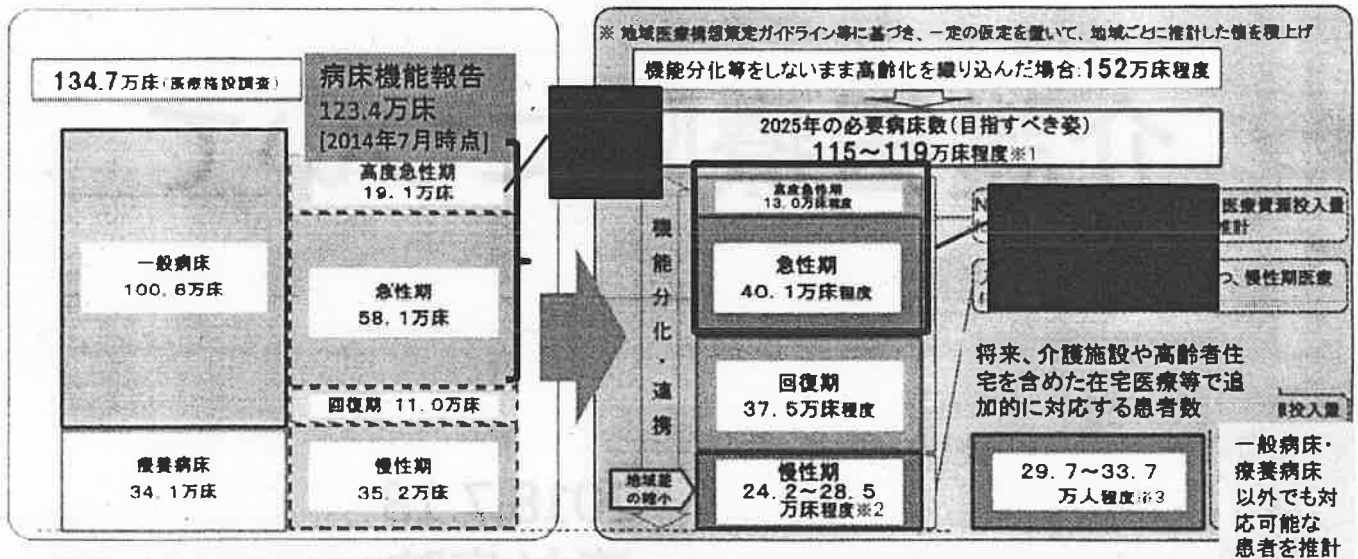 134.7万床(医療施設調査)
病床機能報告
123.4万床
[2014年7月時点]
一般病床
100.6万床
療養病床
34.1万床
高度急性期
19.1万床
急性期
58.1万床
回復期 11.0万床
慢性期
35.2万床
※ 地域医療構想策定ガイドライン等に基づき、一定の仮定を置いて、地域ごとに推計した値を積上げ
機能分化等をしないまま高齢化を織り込んだ場合:152万床程度
2025年の必要病床数(目指すべき姿)
115～119万床程度※1
機能分化・連携
地域差
の縮小
高度急性期
13.0万床程度
急性期
40.1万床程度
回復期
37.5万床程度
慢性期
24.2～28.5
万床程度※2
医療資源投入量
推計
つ、慢性期医療
将来、介護施設や高齢者住
宅を含めた在宅医療等で追
加的に対応する患者数
投入量
29.7～33.7
万人程度※3
一般病床・
療養病床
以外でも対
応可能な
患者を推計